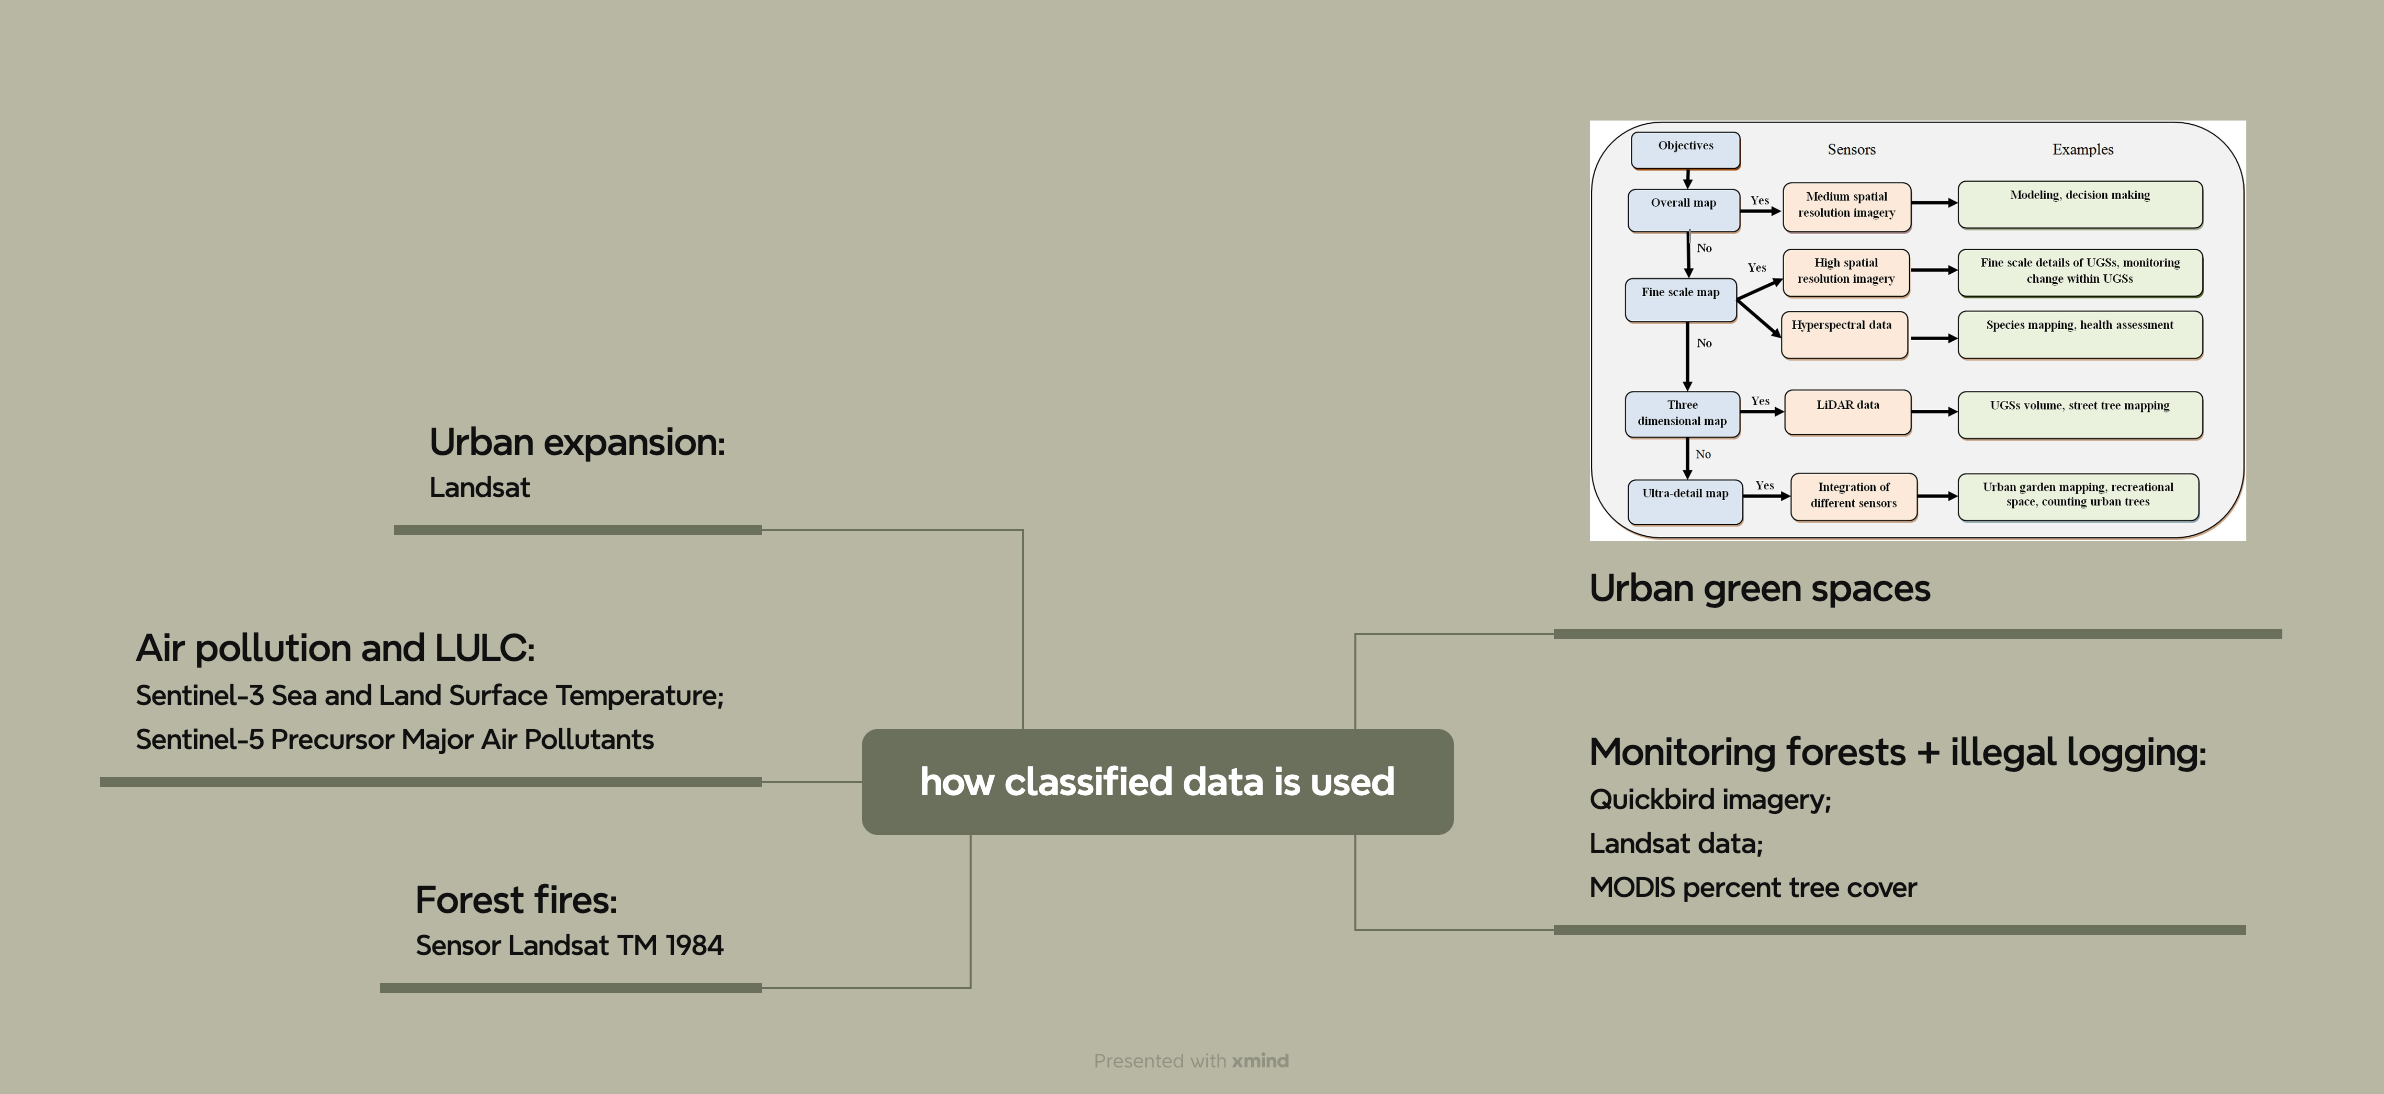 Objectives
Sensors
Examples
Overall map
Yes
Medium spatial
resolution imagery
Modeling, decision making
No
Fine scale map
Yes
High spatial
resolution imagery
Fine scale details of UGSs, monitoring
change within UGSs
Hyperspectral data
Species mapping, health assessment
No
Three
dimensional map
Yes
LiDAR data
UGSs volume, street tree mapping
No
Ultra-detail map
Yes
Integration of
different sensors
Urban garden mapping, recreational
space, counting urban trees
Urban green spaces
Urban expansion:
Landsat
Air pollution and LULC:
Sentinel-3 Sea and Land Surface Temperature;
Sentinel-5 Precursor Major Air Pollutants
how classified data is used
Monitoring forests + illegal logging:
Quickbird imagery;
Landsat data;
MODIS percent tree cover
Forest fires:
Sensor Landsat TM 1984
Presented with xmind